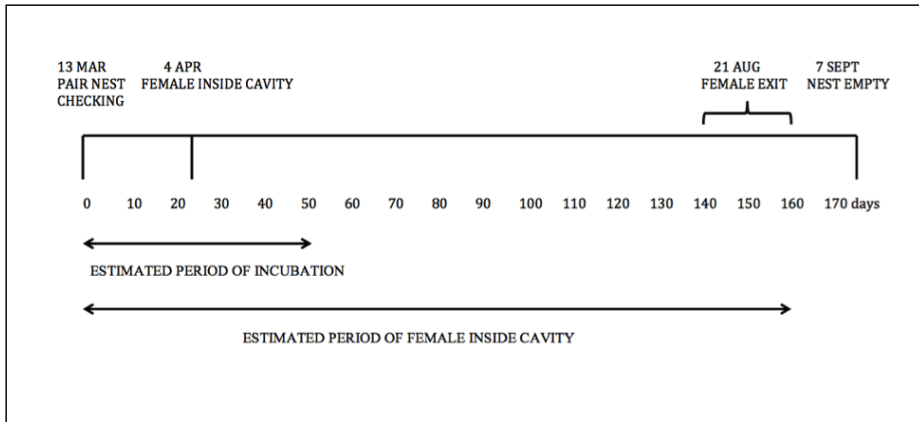 13 MAR
PAIR NEST
CHECKING
4 APR
FEMALE INSIDE CAVITY
21 AUG
FEMALE EXIT
7 SEPT
NEST EMPTY
0 10 20 30 40 50 60 70 80 90 100 110 120 130 140 150 160 170 days
ESTIMATED PERIOD OF INCUBATION
ESTIMATED PERIOD OF FEMALE INSIDE CAVITY